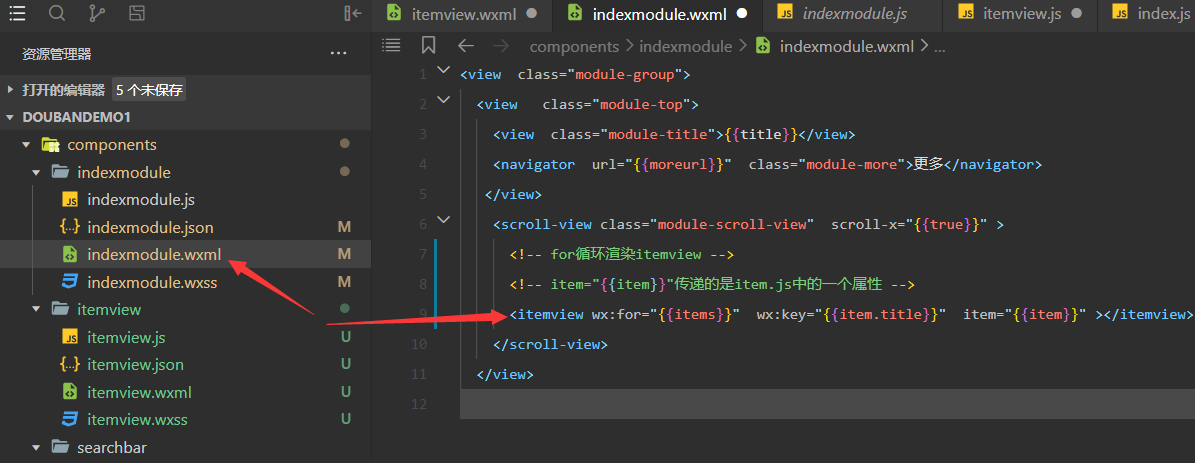 itemview.wxml
indexmodule.wxml
indexmodule.js
itemview.js
index.js
资源管理器
components > indexmodule > indexmodule.wxml > ...
打开的编辑器 5 个未保存
DOUBANDEMO1
components
indexmodule
indexmodule.js
indexmodule.json M
indexmodule.wxml M
indexmodule.wxss M
itemview
itemview.js U
itemview.json U
itemview.wxml U
itemview.wxss U
searchbar
1 <view  class="module-group">
2 <view   class="module-top">
3 <view  class="module-title">{{title}}</view>
4 <navigator  url="{{moreurl}}"  class="module-more">更多</navigator>
5 </view>
6 <scroll-view class="module-scroll-view"  scroll-x="{{true}}" >
7 <!-- for循环渲染itemview -->
8 <!-- item="{{item}}"传递的是item.js中的一个属性 -->
9 <itemview wx:for="{{items}}"  wx:key="{{item.title}}"  item="{{item}}" ></itemview>
10 </scroll-view>
11 </view>
12